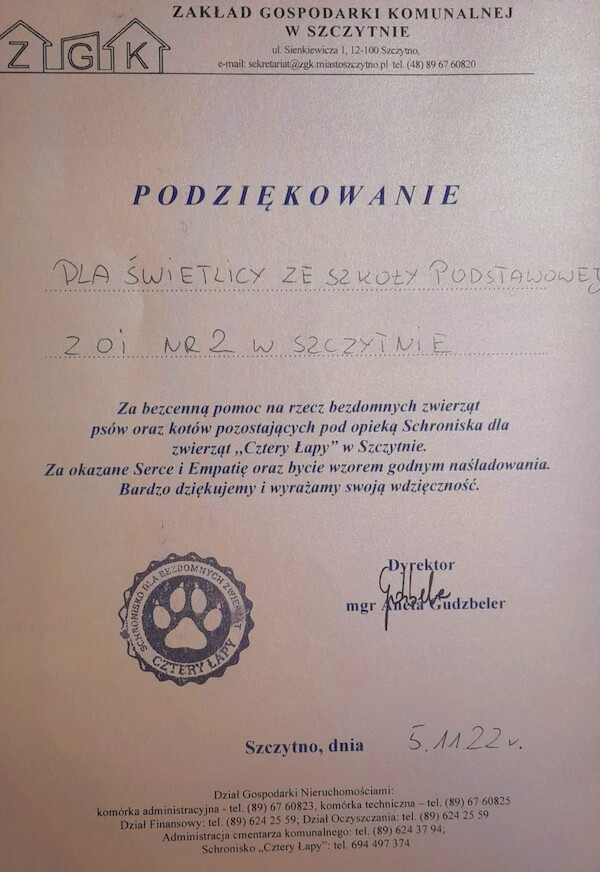 ZGK
ZAKŁAD GOSPODARKI KOMUNALNEJ
W SZCZYTNIE
ul. Sienkiewicza 1, 12-100 Szczytno,
e-mail: sekretariat@zgk.miastoszczytno.pl tel. (48) 89 67 60820
PODZIĘKOWANIE
DLA ŚWIETLICY ZE SZKOŁY PODSTAWOWEJ
Z OI NR 2 W SZCZYTNIE
Za bezcenną pomoc na rzecz bezdomnych zwierząt
psów oraz kotów pozostających pod opieką Schroniska dla
zwierząt ,,Cztery Łapy" w Szczytnie.
Za okazane Serce i Empatię oraz bycie wzorem godnym naśladowania.
Bardzo dziękujemy i wyrażamy swoją wdzięczność.
SCHRONISKO DLA BEZDOMNYCH ZWIERZĄT
CZTERY ŁAPY
Dyrektor
mgr Aneta Gudzbeler
Szczytno, dnia 5.11.22 r.
Dział Gospodarki Nieruchomościami:
komórka administracyjna - tel. (89) 67 60823, komórka techniczna – tel. (89) 67 60825
Dział Finansowy: tel. (89) 624 25 59; Dział Oczyszczania: tel. (89) 624 25 59
Administracja cmentarza komunalnego: tel. (89) 624 37 94;
Schronisko „Cztery Łapy": tel. 694 497 374